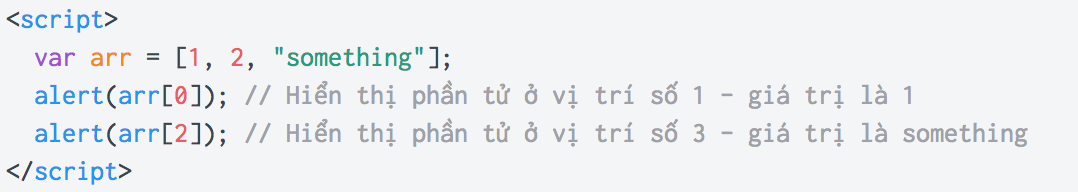 <script>
var arr = [1, 2, "something"];
alert(arr[0]); // Hiển thị phần tử ở vị trí số 1 - giá trị là 1
alert(arr[2]); // Hiển thị phần tử ở vị trí số 3 - giá trị là something
</script>